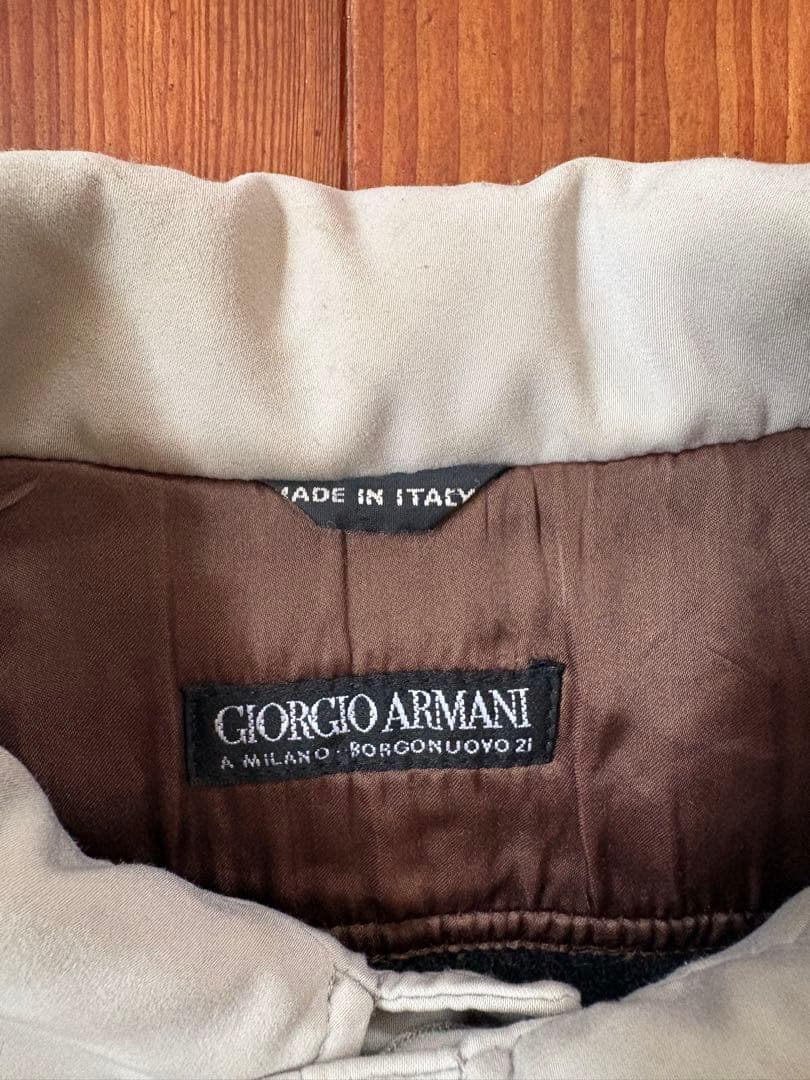 MADE IN ITALY
GIORGIO ARMANI
A MILANO · BORGONUOVO 21